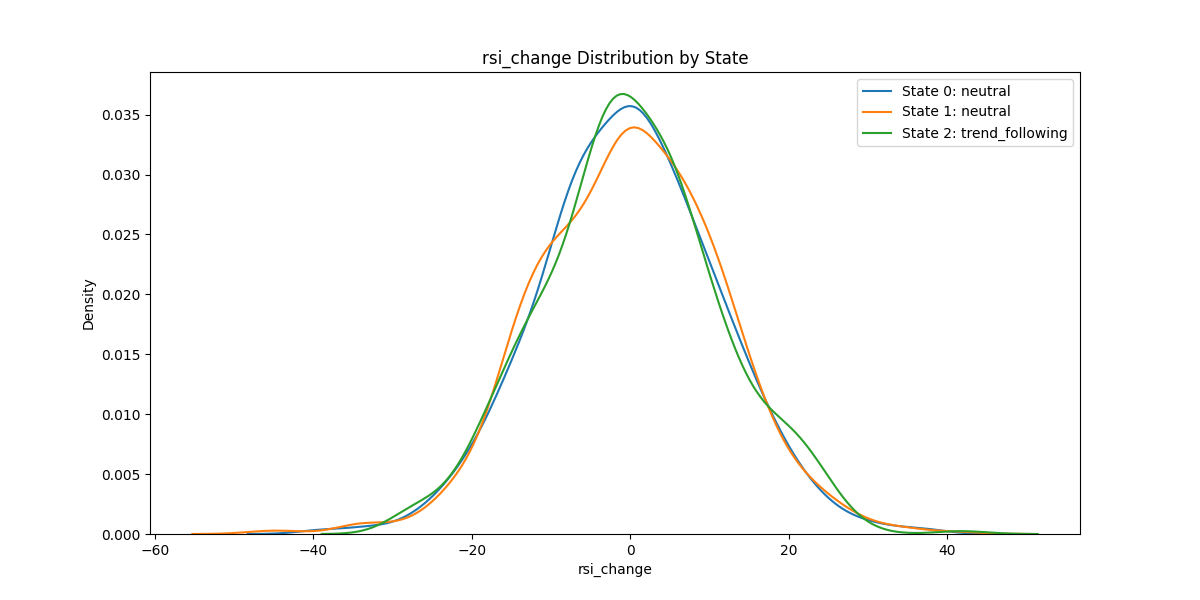 rsi_change Distribution by State
State 0: neutral
State 1: neutral
State 2: trend_following
Density
0.035
0.030
0.025
0.020
0.015
0.010
0.005
0.000
−60
−40
−20
0
20
40
rsi_change